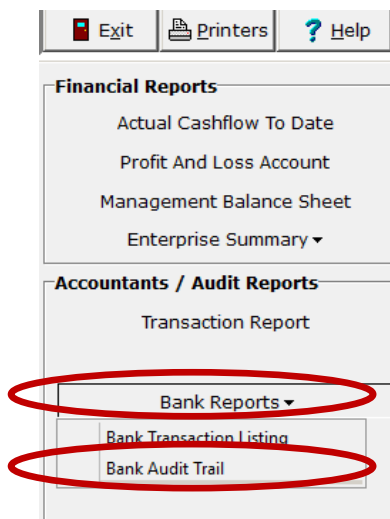 Exit Printers ? Help
Financial Reports
Actual Cashflow To Date
Profit And Loss Account
Management Balance Sheet
Enterprise Summary ▾
Accountants / Audit Reports
Transaction Report
Bank Reports ▾
Bank Transaction Listing
Bank Audit Trail